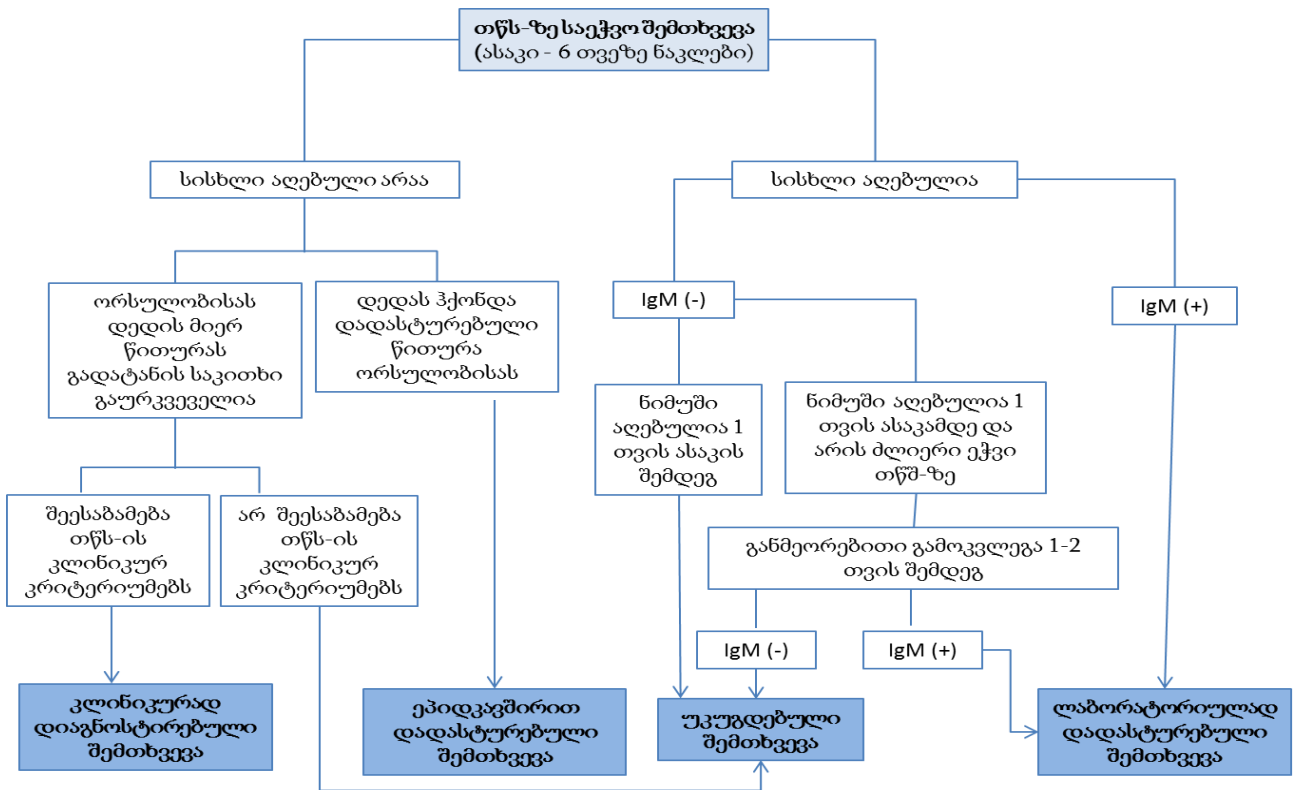 თწს-ზე საეჭვო შემთხვევა
(ასაკი - 6 თვეზე ნაკლები)
სისხლი აღებული არაა
სისხლი აღებულია
ორსულობისას
დედის მიერ
წითურას
გადატანის საკითხი
გაურკვეველია
დედას ჰქონდა
დადასტურებული
წითურა
ორსულობისას
IgM (-)
IgM (+)
ნიმუში
აღებულია 1
თვის ასაკის
შემდეგ
ნიმუში აღებულია 1
თვის ასაკამდე და
არის ძლიერი ეჭვი
თწშ-ზე
შეესაბამება
თწს-ის
კლინიკურ
კრიტერიუმებს
არ შეესაბამება
თწს-ის
კლინიკურ
კრიტერიუმებს
განმეორებითი გამოკვლეგა 1-2
თვის შემდეგ
IgM (-)
IgM (+)
კლინიკურად
დიაგნოსტირებული
შემთხვევა
ეპიდკავშირით
დადასტურებული
შემთხვევა
უკუგდებული
შემთხვევა
ლაბორატორიულად
დადასტურებული
შემთხვევა